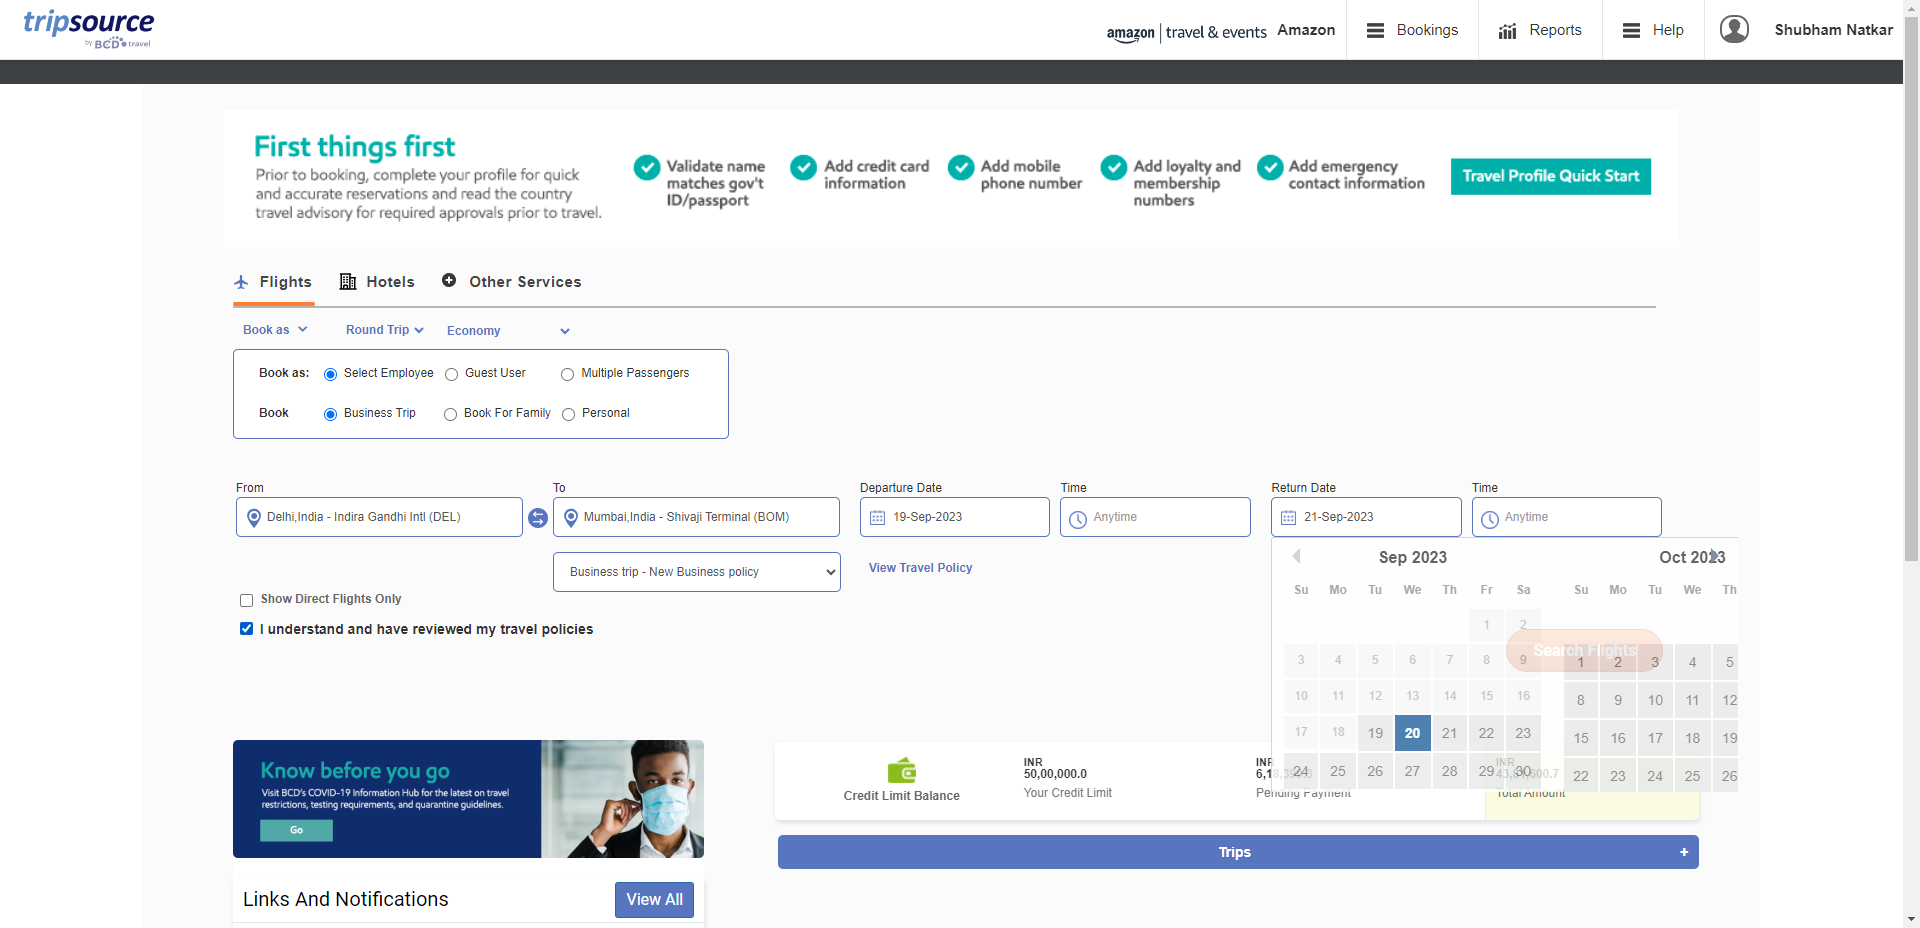 tripsource
by BCD travel
amazon | travel & events Amazon
Bookings
Reports
Help
Shubham Natkar
First things first
Prior to booking, complete your profile for quick
and accurate reservations and read the country
travel advisory for required approvals prior to travel.
Validate name
matches gov't
ID/passport
Add credit card
information
Add mobile
phone number
Add loyalty and
membership
numbers
Add emergency
contact information
Travel Profile Quick Start
Flights
Hotels
Other Services
Book as
Round Trip
Economy
Book as: Select Employee Guest User Multiple Passengers
Book Business Trip Book For Family Personal
From
To
Departure Date
Time
Return Date
Time
Delhi,India - Indira Gandhi Intl (DEL)
Mumbai,India - Shivaji Terminal (BOM)
19-Sep-2023
Anytime
21-Sep-2023
Anytime
Business trip - New Business policy
View Travel Policy
Show Direct Flights Only
I understand and have reviewed my travel policies
Sep 2023
Su Mo Tu We Th Fr Sa
1 2
3 4 5 6 7 8 9
10 11 12 13 14 15 16
17 18 19 20 21 22 23
24 25 26 27 28 29 30
Oct 2023
Su Mo Tu We Th
1 2 3 4 5
8 9 10 11 12
15 16 17 18 19
22 23 24 25 26
Search Flights
Know before you go
Visit BCD's COVID-19 Information Hub for the latest on travel
restrictions, testing requirements, and quarantine guidelines.
Go
Credit Limit Balance
INR
50,00,000.0
Your Credit Limit
INR
Pending Payment
INR
Total Amount
Trips +
Links And Notifications
View All